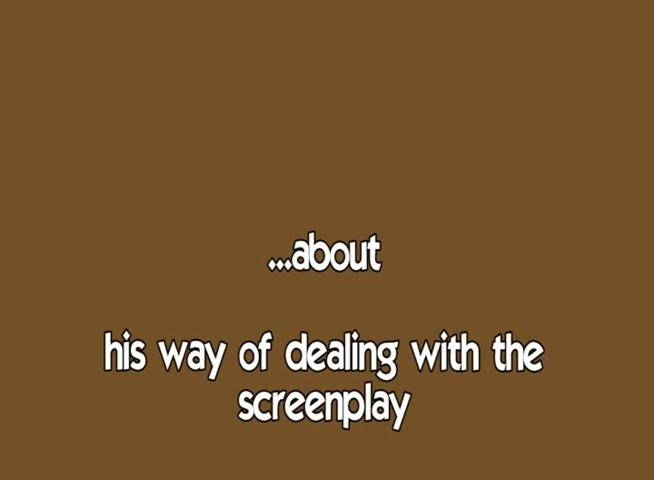 ...about
his way of dealing with the
screenplay